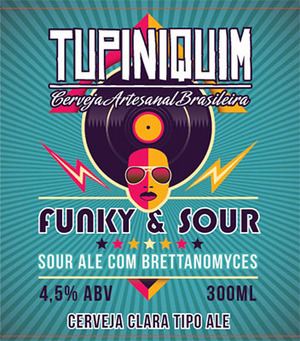 TUPINIQUIM
Cerveja Artesanal Brasileira
FUNKY & SOUR
SOUR ALE COM BRETTANOMYCES
4,5% ABV 300ML
CERVEJA CLARA TIPO ALE